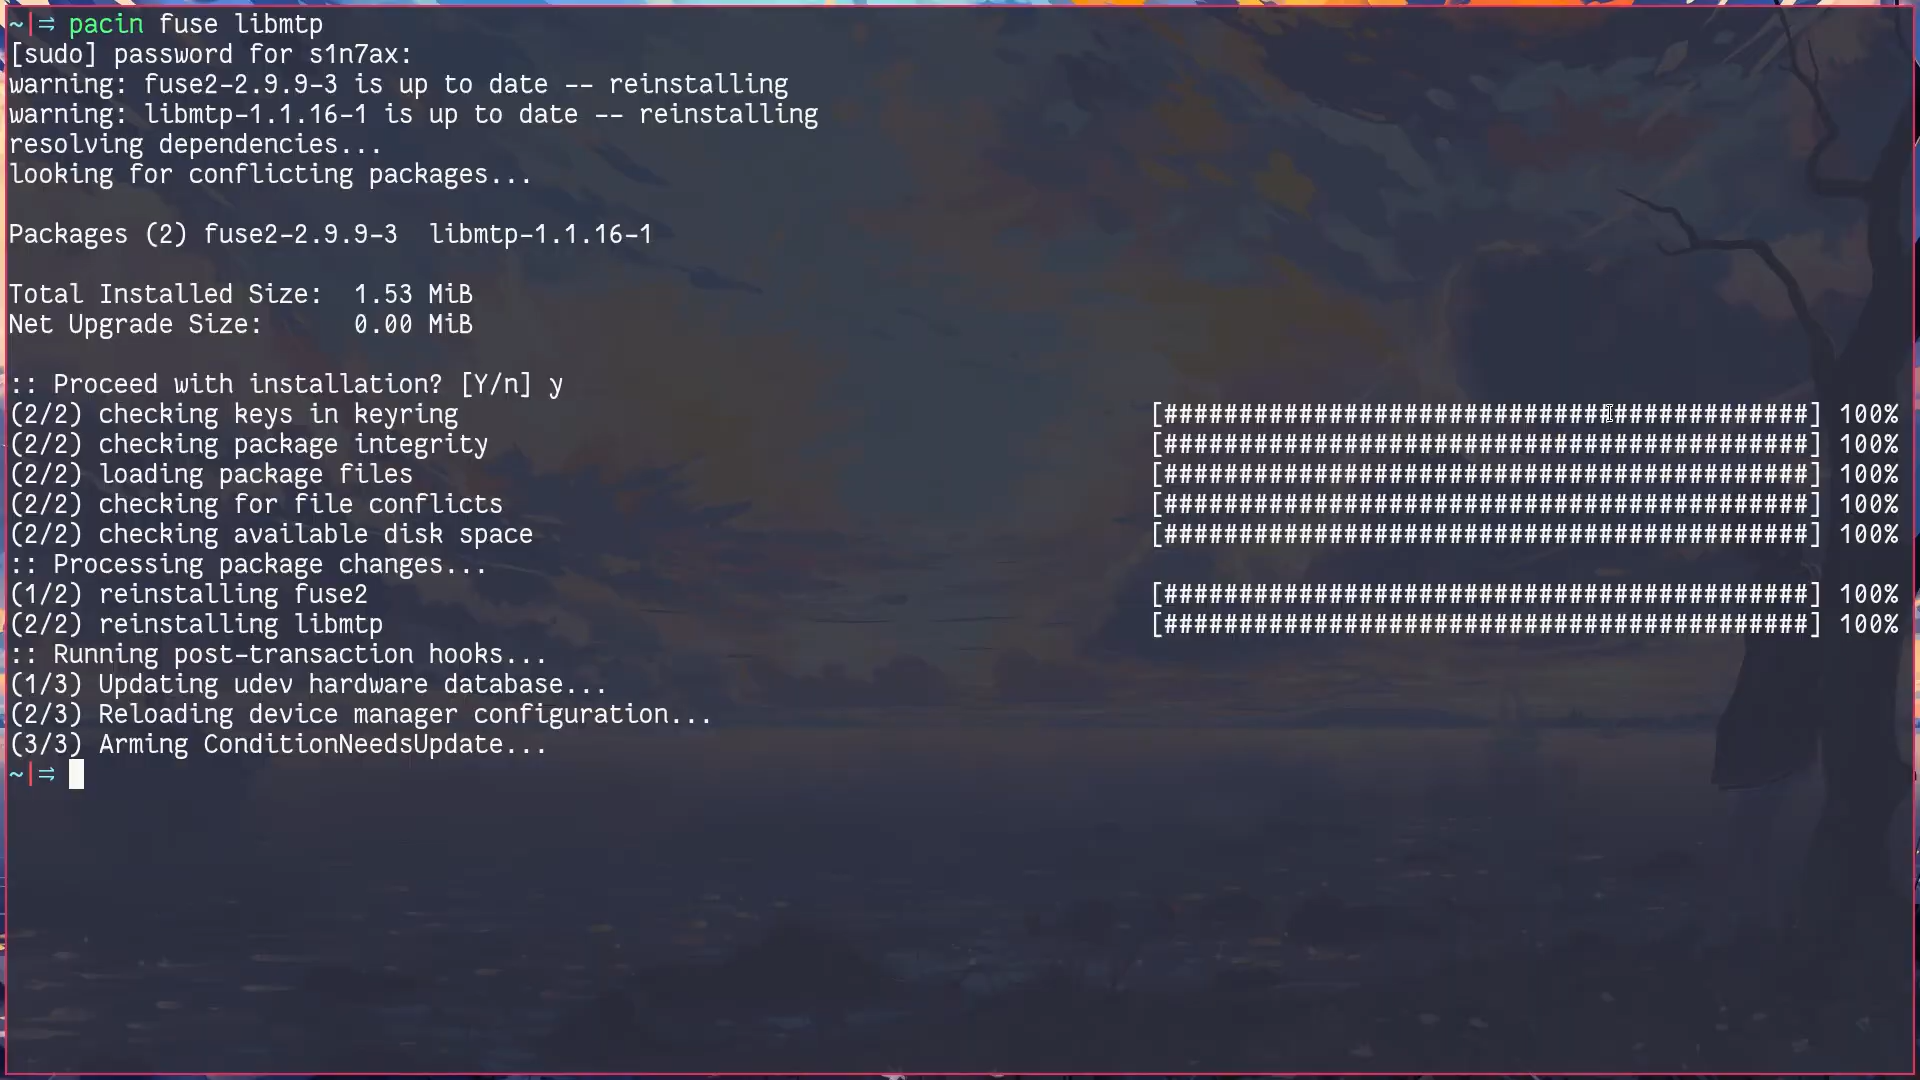 ~|⇒ pacin fuse libmtp
[sudo] password for s1n7ax:
warning: fuse2-2.9.9-3 is up to date -- reinstalling
warning: libmtp-1.1.16-1 is up to date -- reinstalling
resolving dependencies...
looking for conflicting packages...
Packages (2) fuse2-2.9.9-3  libmtp-1.1.16-1
Total Installed Size:  1.53 MiB
Net Upgrade Size:      0.00 MiB
:: Proceed with installation? [Y/n] y
(2/2) checking keys in keyring [###########################################] 100%
(2/2) checking package integrity [###########################################] 100%
(2/2) loading package files [###########################################] 100%
(2/2) checking for file conflicts [###########################################] 100%
(2/2) checking available disk space [###########################################] 100%
:: Processing package changes...
(1/2) reinstalling fuse2 [###########################################] 100%
(2/2) reinstalling libmtp [###########################################] 100%
:: Running post-transaction hooks...
(1/3) Updating udev hardware database...
(2/3) Reloading device manager configuration...
(3/3) Arming ConditionNeedsUpdate...
~|⇒